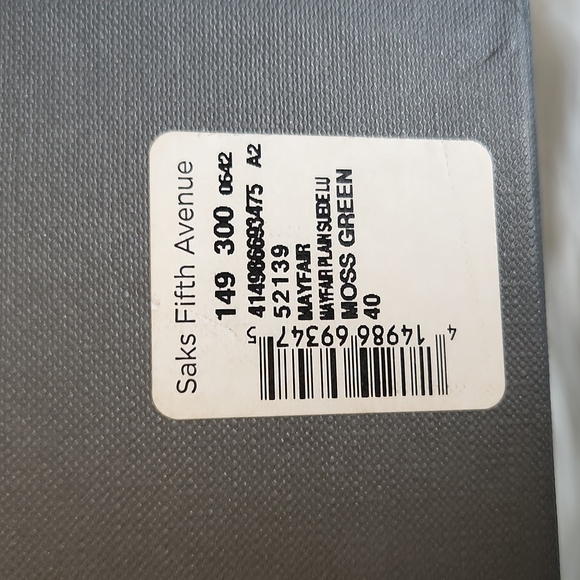 Saks Fifth Avenue
149 300 0642
414986693475 A2
52139
MAYFAIR
MAYFAIR PLAIN SUEDE LU
MOSS GREEN
40
4 14986 69347 5